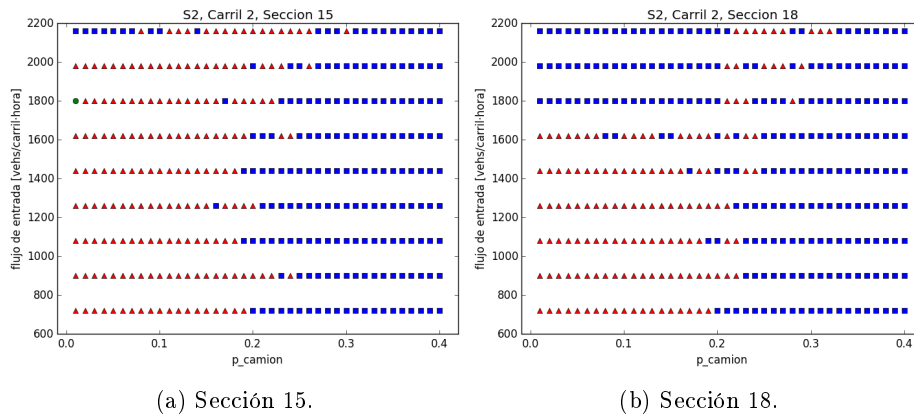 S2, Carril 2, Seccion 15
flujo de entrada [vehs/carril·hora]
2200
2000
1800
1600
1400
1200
1000
800
600
0.0 0.1 0.2 0.3 0.4
p_camion
(a) Sección 15.
S2, Carril 2, Seccion 18
flujo de entrada [vehs/carril·hora]
2200
2000
1800
1600
1400
1200
1000
800
600
0.0 0.1 0.2 0.3 0.4
p_camion
(b) Sección 18.